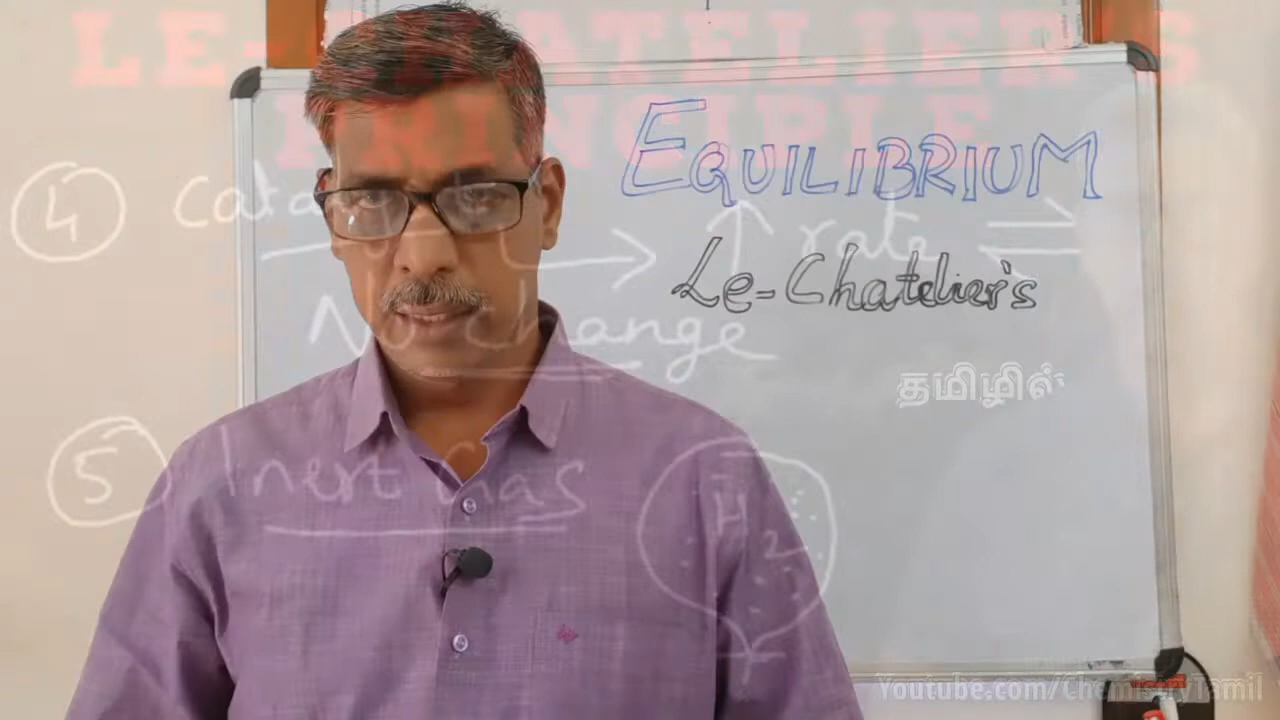 LE-CHATELIER'S
PRINCIPLE
EQUILIBRIUM
4 Catalyst
→ ↑ rate ⇌
Le-Chatelier's
No change
தமிழில்
5 Inert Gas
H2
Youtube.com/ChemistryTamil